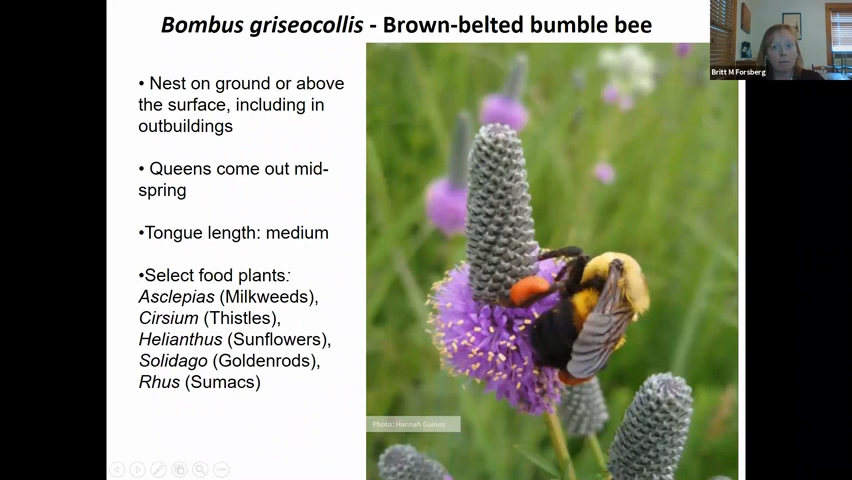 Bombus griseocollis - Brown-belted bumble bee
Britt M Forsberg
• Nest on ground or above
the surface, including in
outbuildings
• Queens come out mid-
spring
•Tongue length: medium
•Select food plants:
Asclepias (Milkweeds),
Cirsium (Thistles),
Helianthus (Sunflowers),
Solidago (Goldenrods),
Rhus (Sumacs)
Photo: Hannah Gaines